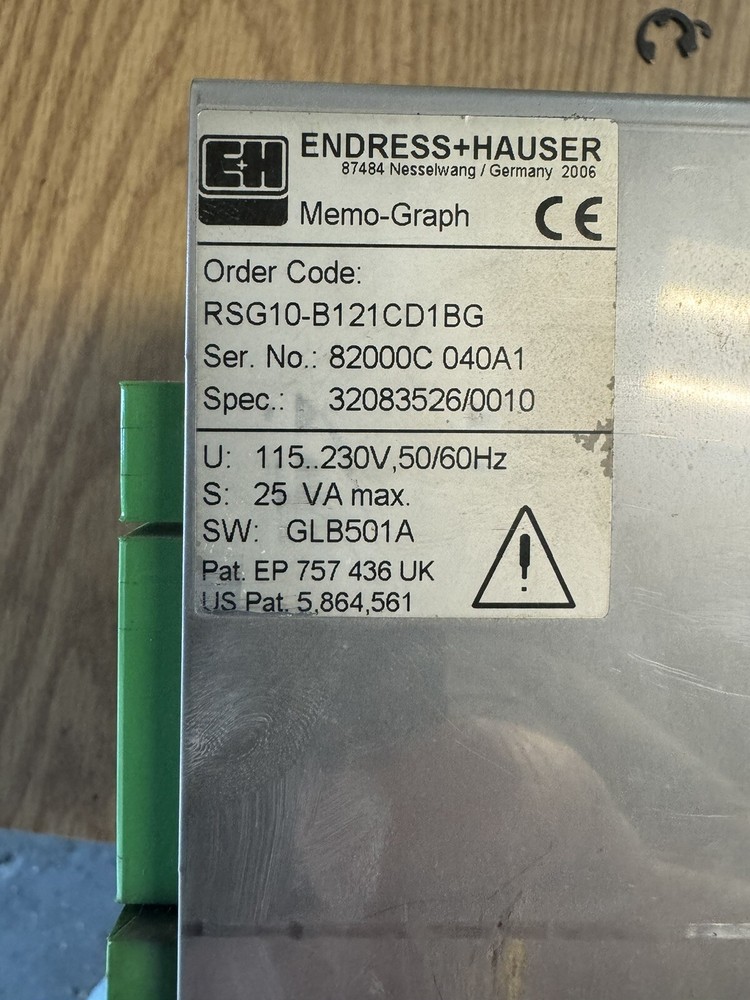 E+H
ENDRESS+HAUSER
87484 Nesselwang / Germany 2006
Memo-Graph CE
Order Code:
RSG10-B121CD1BG
Ser. No.: 82000C 040A1
Spec.: 32083526/0010
U: 115..230V,50/60Hz
S: 25 VA max.
SW: GLB501A
Pat. EP 757 436 UK
US Pat. 5,864,561